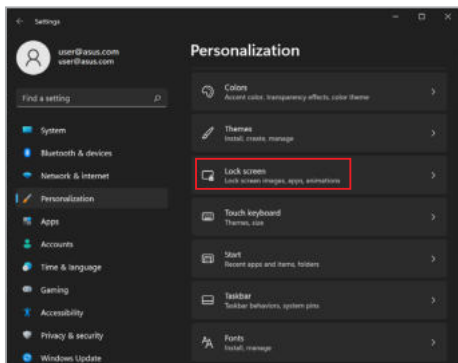 Settings
user@asus.com
user@asus.com
Find a setting
System
Bluetooth & devices
Network & internet
Personalization
Apps
Accounts
Time & language
Gaming
Accessibility
Privacy & security
Windows Update
Personalization
Colors
Accent color, transparency effects, color theme
Themes
Install, create, manage
Lock screen
Lock screen images, apps, animations
Touch keyboard
Themes, size
Start
Recent apps and items, folders
Taskbar
Taskbar behaviors, system pins
Fonts
Install, manage